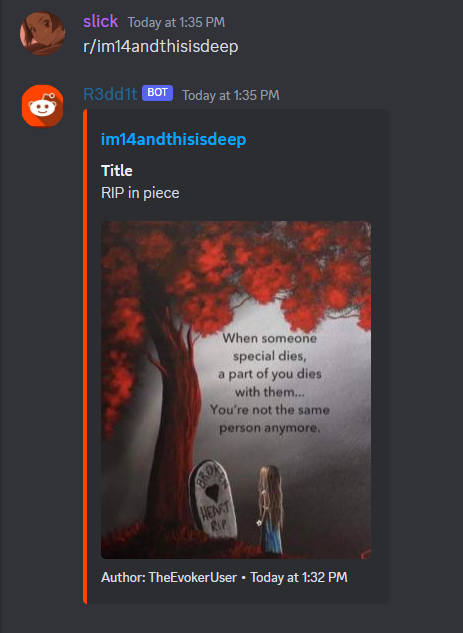 slick Today at 1:35 PM
r/im14andthisisdeep
R3dd1t BOT Today at 1:35 PM
im14andthisisdeep
Title
RIP in piece
When someone
special dies,
a part of you dies
with them...
You're not the same
person anymore.
BROKEN
HEART
RIP
Author: TheEvokerUser • Today at 1:32 PM